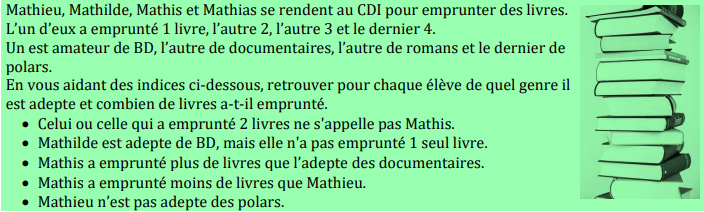 Mathieu, Mathilde, Mathis et Mathias se rendent au CDI pour emprunter des livres.
L'un d'eux a emprunté 1 livre, l'autre 2, l'autre 3 et le dernier 4.
Un est amateur de BD, l'autre de documentaires, l'autre de romans et le dernier de
polars.
En vous aidant des indices ci-dessous, retrouver pour chaque élève de quel genre il
est adepte et combien de livres a-t-il emprunté.
• Celui ou celle qui a emprunté 2 livres ne s'appelle pas Mathis.
• Mathilde est adepte de BD, mais elle n'a pas emprunté 1 seul livre.
• Mathis a emprunté plus de livres que l'adepte des documentaires.
• Mathis a emprunté moins de livres que Mathieu.
• Mathieu n'est pas adepte des polars.